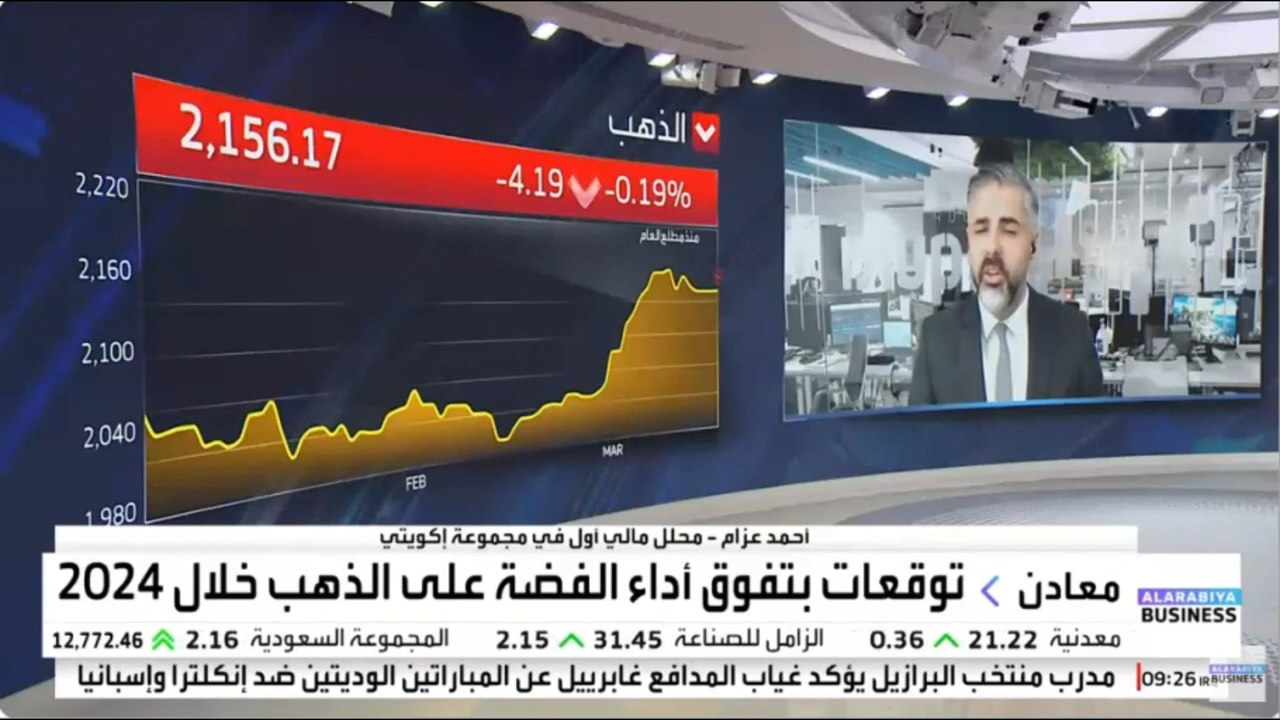 الذهب
2,156.17
-4.19 -0.19%
منذ مطلع العام
2,220
2,160
2,100
2,040
1,980
FEB
MAR
أحمد عزام - محلل مالي أول في مجموعة إكويتي
معادن > توقعات بتفوق أداء الفضة على الذهب خلال 2024
ALARABIYA
BUSINESS
معدنية 21.22 0.36 الزامل للصناعة 31.45 2.15 المجموعة السعودية 2.16 12,772.46
09:26
مدرب منتخب البرازيل يؤكد غياب المدافع غابرييل عن المباراتين الوديتين ضد إنكلترا وإسبانيا
ALARABIYA
BUSINESS